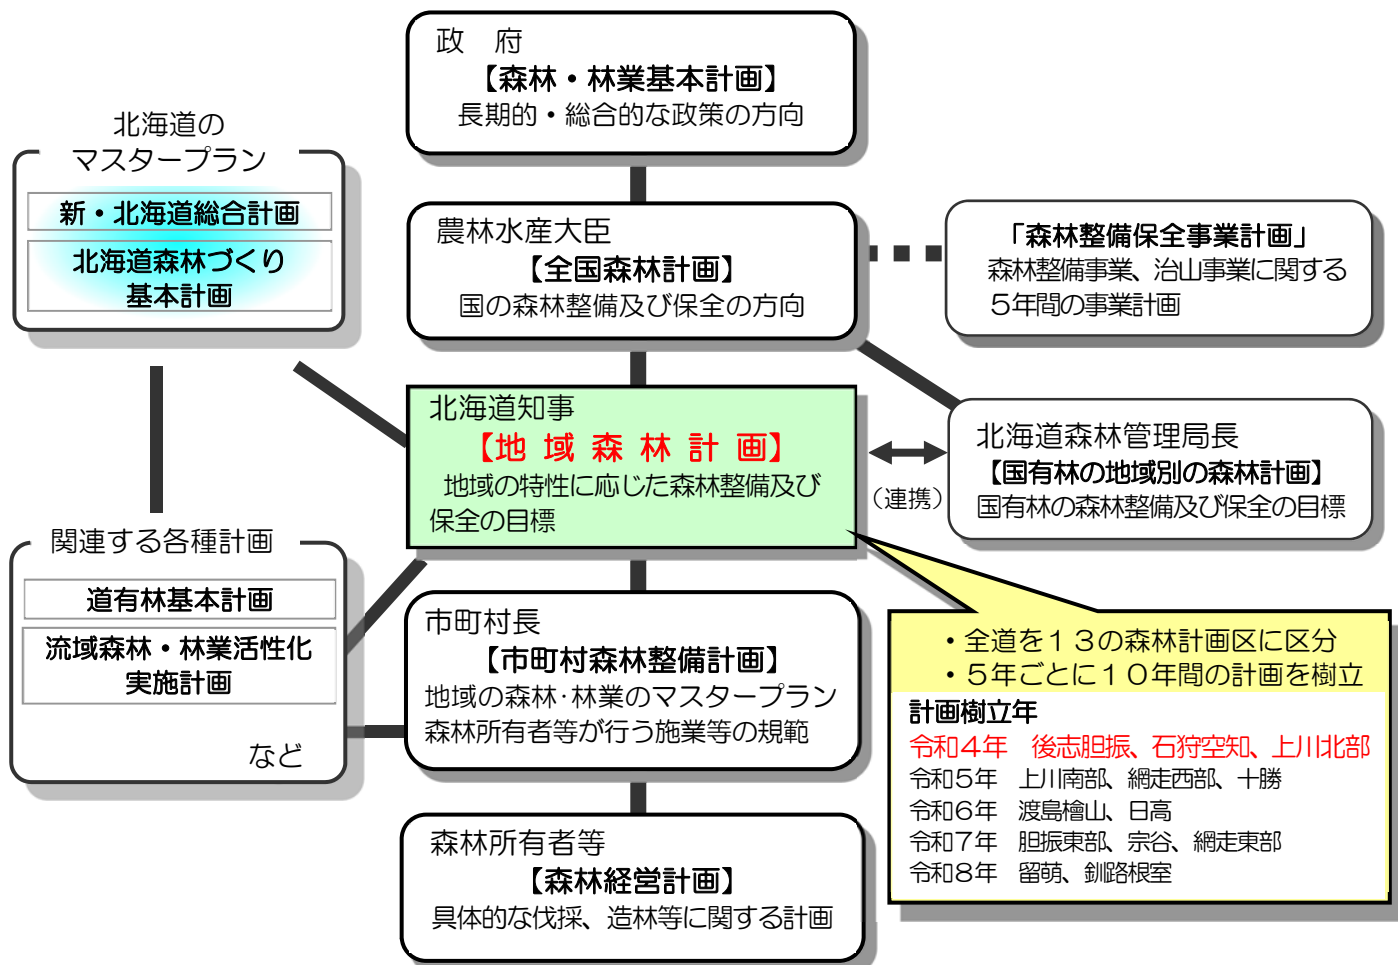 政　府
【森林・林業基本計画】
長期的・総合的な政策の方向
北海道の
マスタープラン
新・北海道総合計画
北海道森林づくり
基本計画
農林水産大臣
【全国森林計画】
国の森林整備及び保全の方向
「森林整備保全事業計画」
森林整備事業、治山事業に関する
５年間の事業計画
北海道知事
【地 域 森 林 計 画】
地域の特性に応じた森林整備及び
保全の目標
（連携）
北海道森林管理局長
【国有林の地域別の森林計画】
国有林の森林整備及び保全の目標
関連する各種計画
道有林基本計画
流域森林・林業活性化
実施計画
など
市町村長
【市町村森林整備計画】
地域の森林・林業のマスタープラン
森林所有者等が行う施業等の規範
・全道を１３の森林計画区に区分
・５年ごとに１０年間の計画を樹立
計画樹立年
令和４年　後志胆振、石狩空知、上川北部
令和５年　上川南部、網走西部、十勝
令和６年　渡島檜山、日高
令和７年　胆振東部、宗谷、網走東部
令和８年　留萌、釧路根室
森林所有者等
【森林経営計画】
具体的な伐採、造林等に関する計画